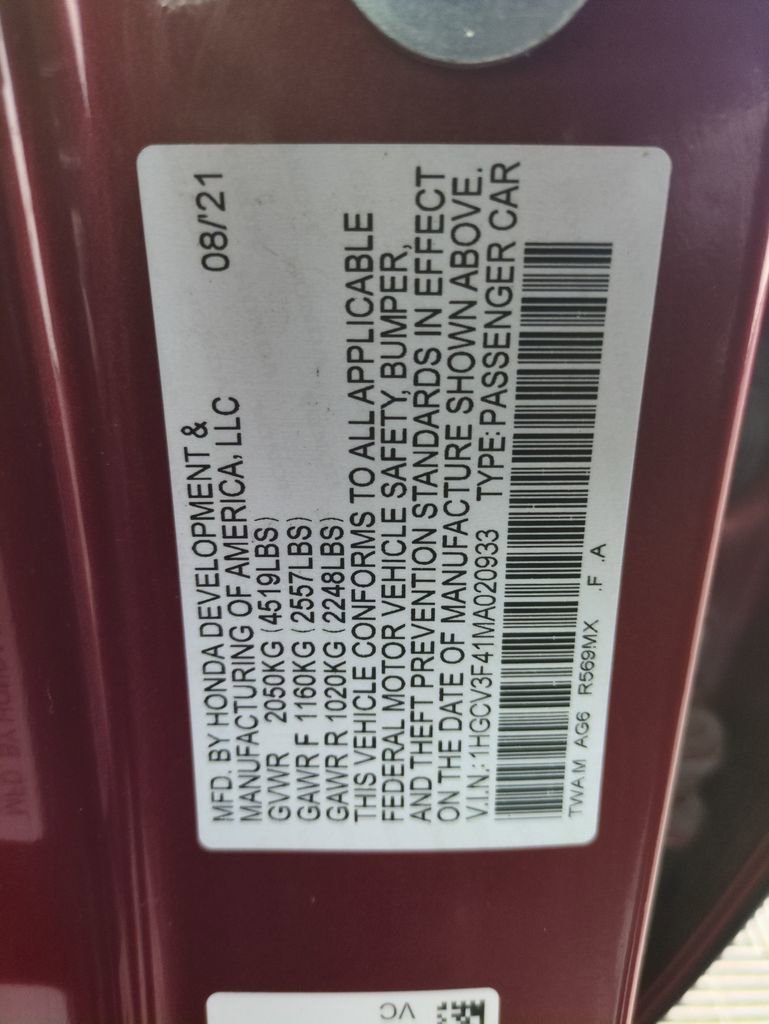 MFD. BY HONDA DEVELOPMENT & 08/'21
MANUFACTURING OF AMERICA, LLC
GVWR 2050KG (4519LBS)
GAWR F 1160KG (2557LBS)
GAWR R 1020KG (2248LBS)
THIS VEHICLE CONFORMS TO ALL APPLICABLE
FEDERAL MOTOR VEHICLE SAFETY, BUMPER,
AND THEFT PREVENTION STANDARDS IN EFFECT
ON THE DATE OF MANUFACTURE SHOWN ABOVE.
V.I.N.: 1HGCV3F41MA020933 TYPE: PASSENGER CAR
TWA M AG6 R569MX .F .A
VC